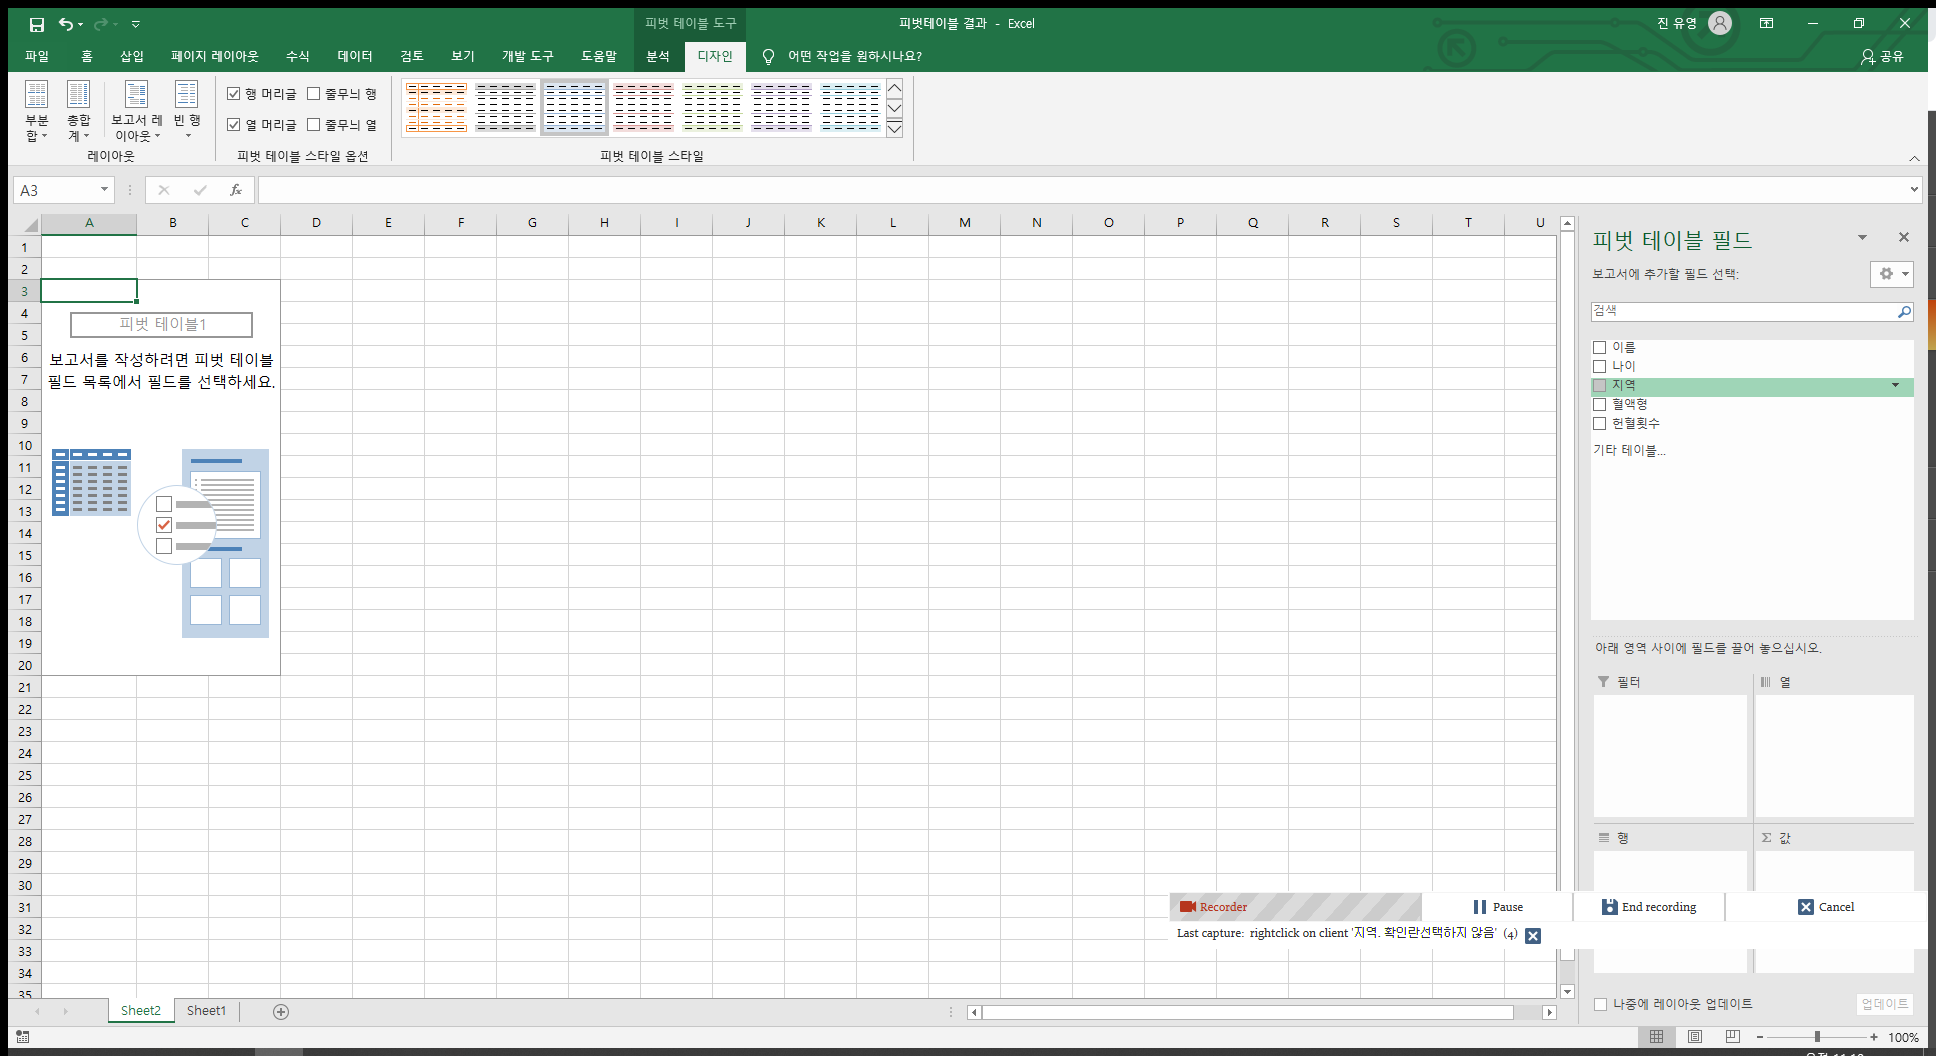 피벗 테이블 도구
피벗테이블 결과 - Excel
진 유영
파일 홈 삽입 페이지 레이아웃 수식 데이터 검토 보기 개발 도구 도움말 분석 디자인 어떤 작업을 원하시나요? 공유
부분합 총합계 보고서 레이아웃 빈 행
행 머리글 줄무늬 행
열 머리글 줄무늬 열
레이아웃 피벗 테이블 스타일 옵션 피벗 테이블 스타일
A3 fx
A B C D E F G H I J K L M N O P Q R S T U
1
2
3
4
5
6
7
8
9
10
11
12
13
14
15
16
17
18
19
20
21
22
23
24
25
26
27
28
29
30
31
32
33
34
35
피벗 테이블1
보고서를 작성하려면 피벗 테이블
필드 목록에서 필드를 선택하세요.
피벗 테이블 필드
보고서에 추가할 필드 선택:
검색
이름
나이
지역
혈액형
헌혈횟수
기타 테이블...
아래 영역 사이에 필드를 끌어 놓으십시오.
필터 열
행 Σ 값
Recorder Pause End recording Cancel
Last capture: rightclick on client '지역. 확인란선택하지 않음' (4)
나중에 레이아웃 업데이트 업데이트
Sheet2 Sheet1
100%